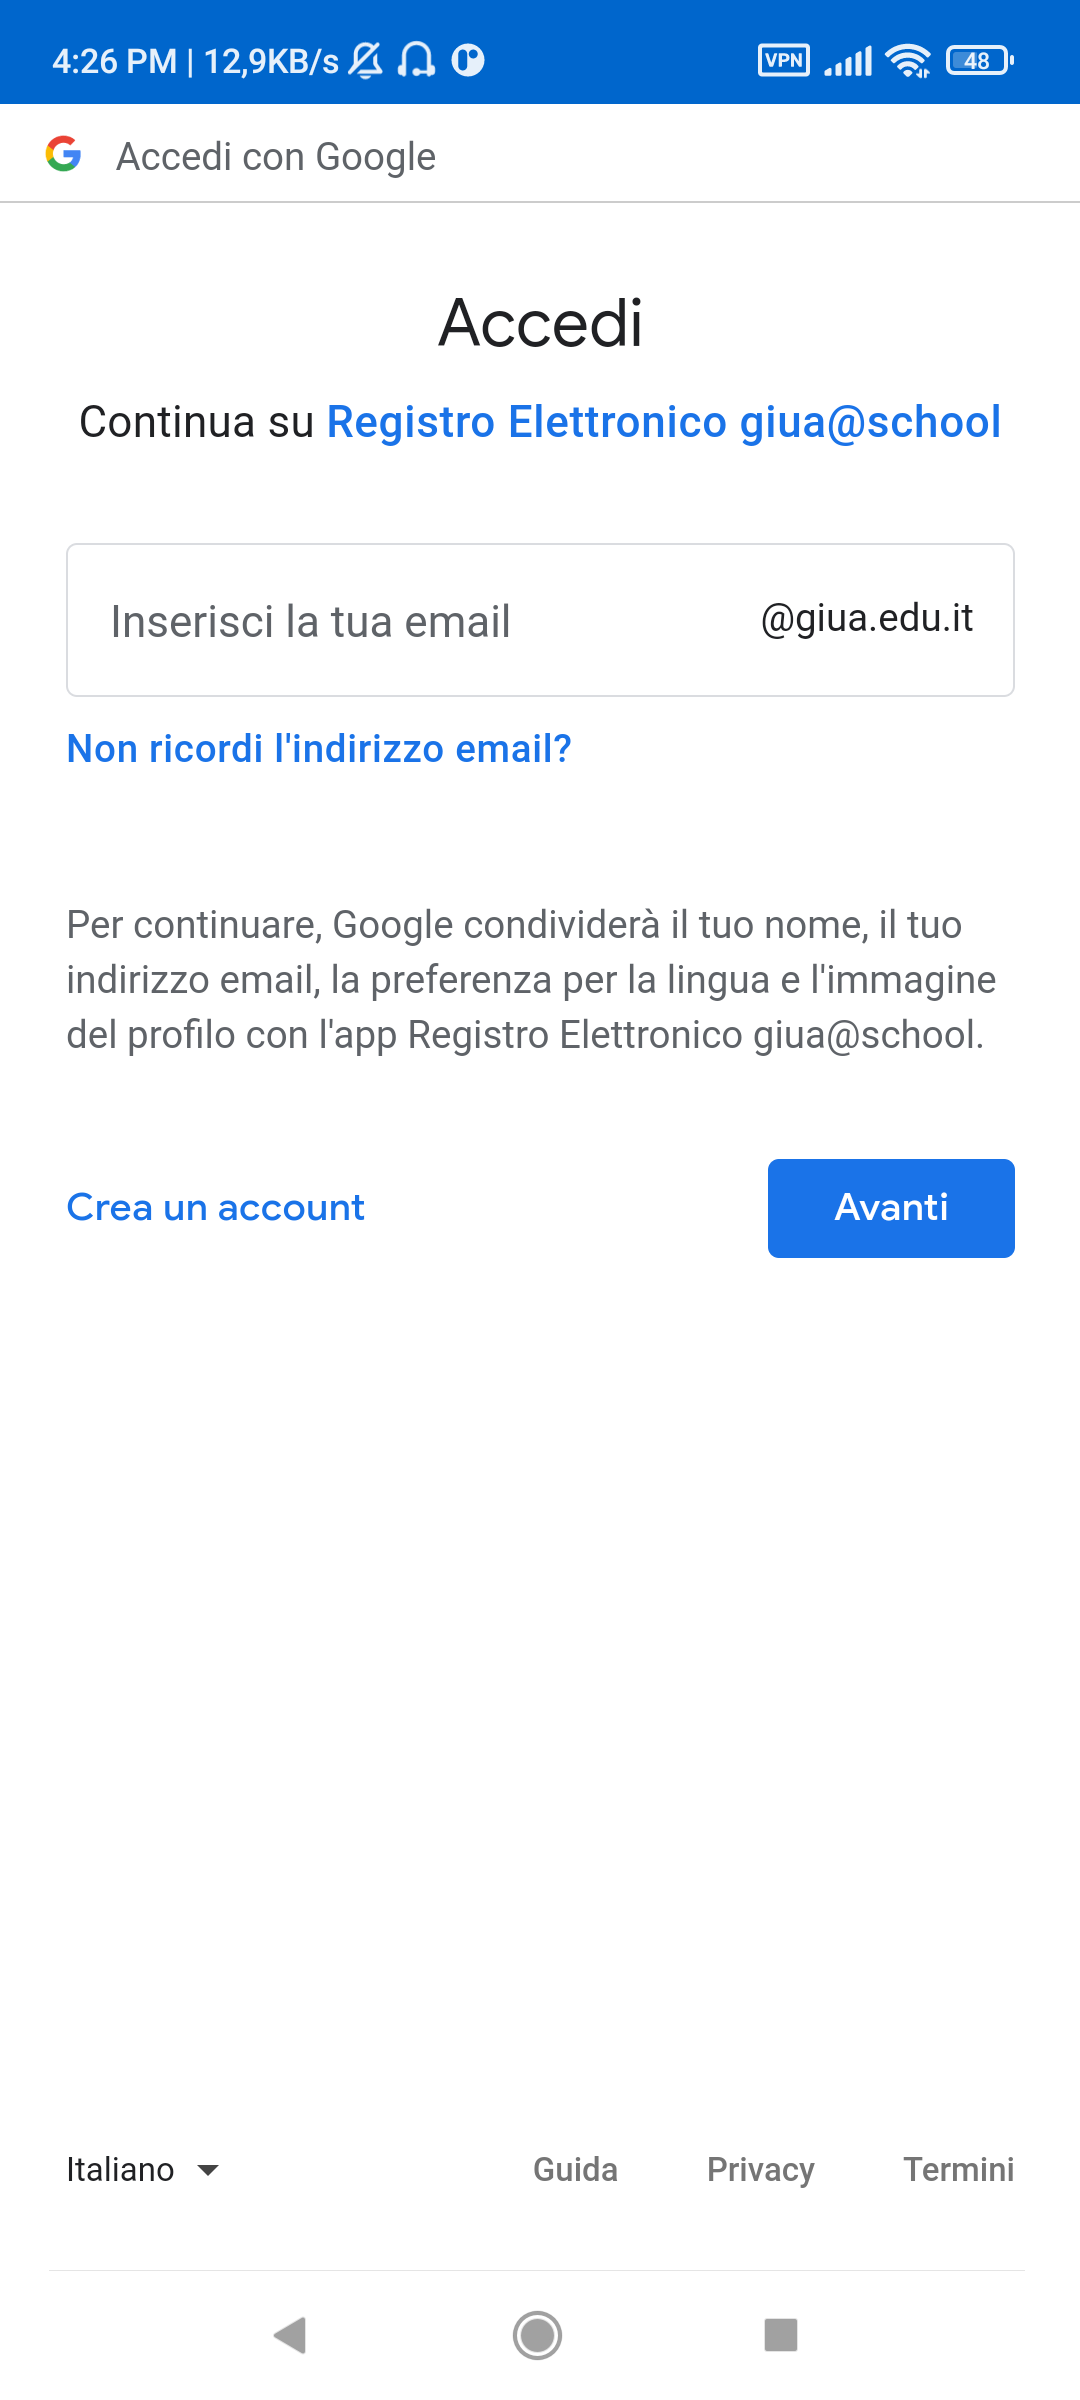 4:26 PM | 12,9KB/s VPN 48
Accedi con Google
Accedi
Continua su Registro Elettronico giua@school
Inserisci la tua email @giua.edu.it
Non ricordi l'indirizzo email?
Per continuare, Google condividerà il tuo nome, il tuo
indirizzo email, la preferenza per la lingua e l'immagine
del profilo con l'app Registro Elettronico giua@school.
Crea un account Avanti
Italiano Guida Privacy Termini